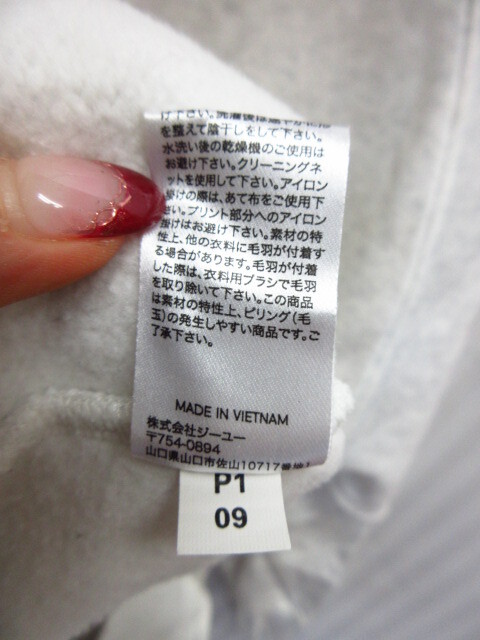 け下さい。洗濯後は速やかに形
を整えて陰干しをして下さい。
水洗い後の乾燥機のご使用は
お避け下さい。クリーニングネ
ットを使用して下さい。アイロン
掛けの際は、あて布をご使用下
さい。プリント部分へのアイロン
掛けはお避け下さい。素材の特
性上、他の衣料に毛羽が付着す
る場合があります。毛羽が付着
した際は、衣料用ブラシで毛羽
を取り除いて下さい。この商品
は素材の特性上、ピリング(毛
玉)の発生しやすい商品です。ご
了承下さい。
MADE IN VIETNAM
株式会社ジーユー
〒754-0894
山口県山口市佐山10717番地1
P1
09